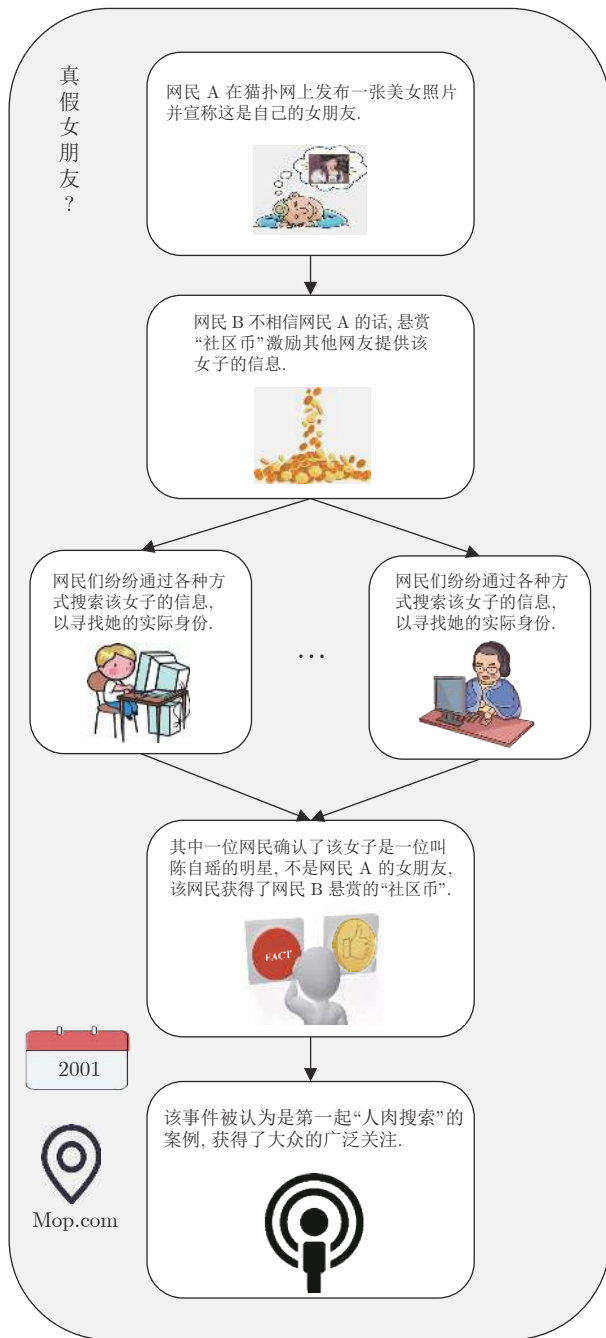 真假女朋友?
网民 A 在猫扑网上发布一张美女照片
并宣称这是自己的女朋友.
网民 B 不相信网民 A 的话, 悬赏
“社区币”激励其他网友提供该
女子的信息.
网民们纷纷通过各种方
式搜索该女子的信息,
以寻找她的实际身份.
...
网民们纷纷通过各种方
式搜索该女子的信息,
以寻找她的实际身份.
其中一位网民确认了该女子是一位叫
陈自瑶的明星, 不是网民 A 的女朋友,
该网民获得了网民 B 悬赏的“社区币”.
FACT
2001
该事件被认为是第一起“人肉搜索”的
案例, 获得了大众的广泛关注.
Mop.com